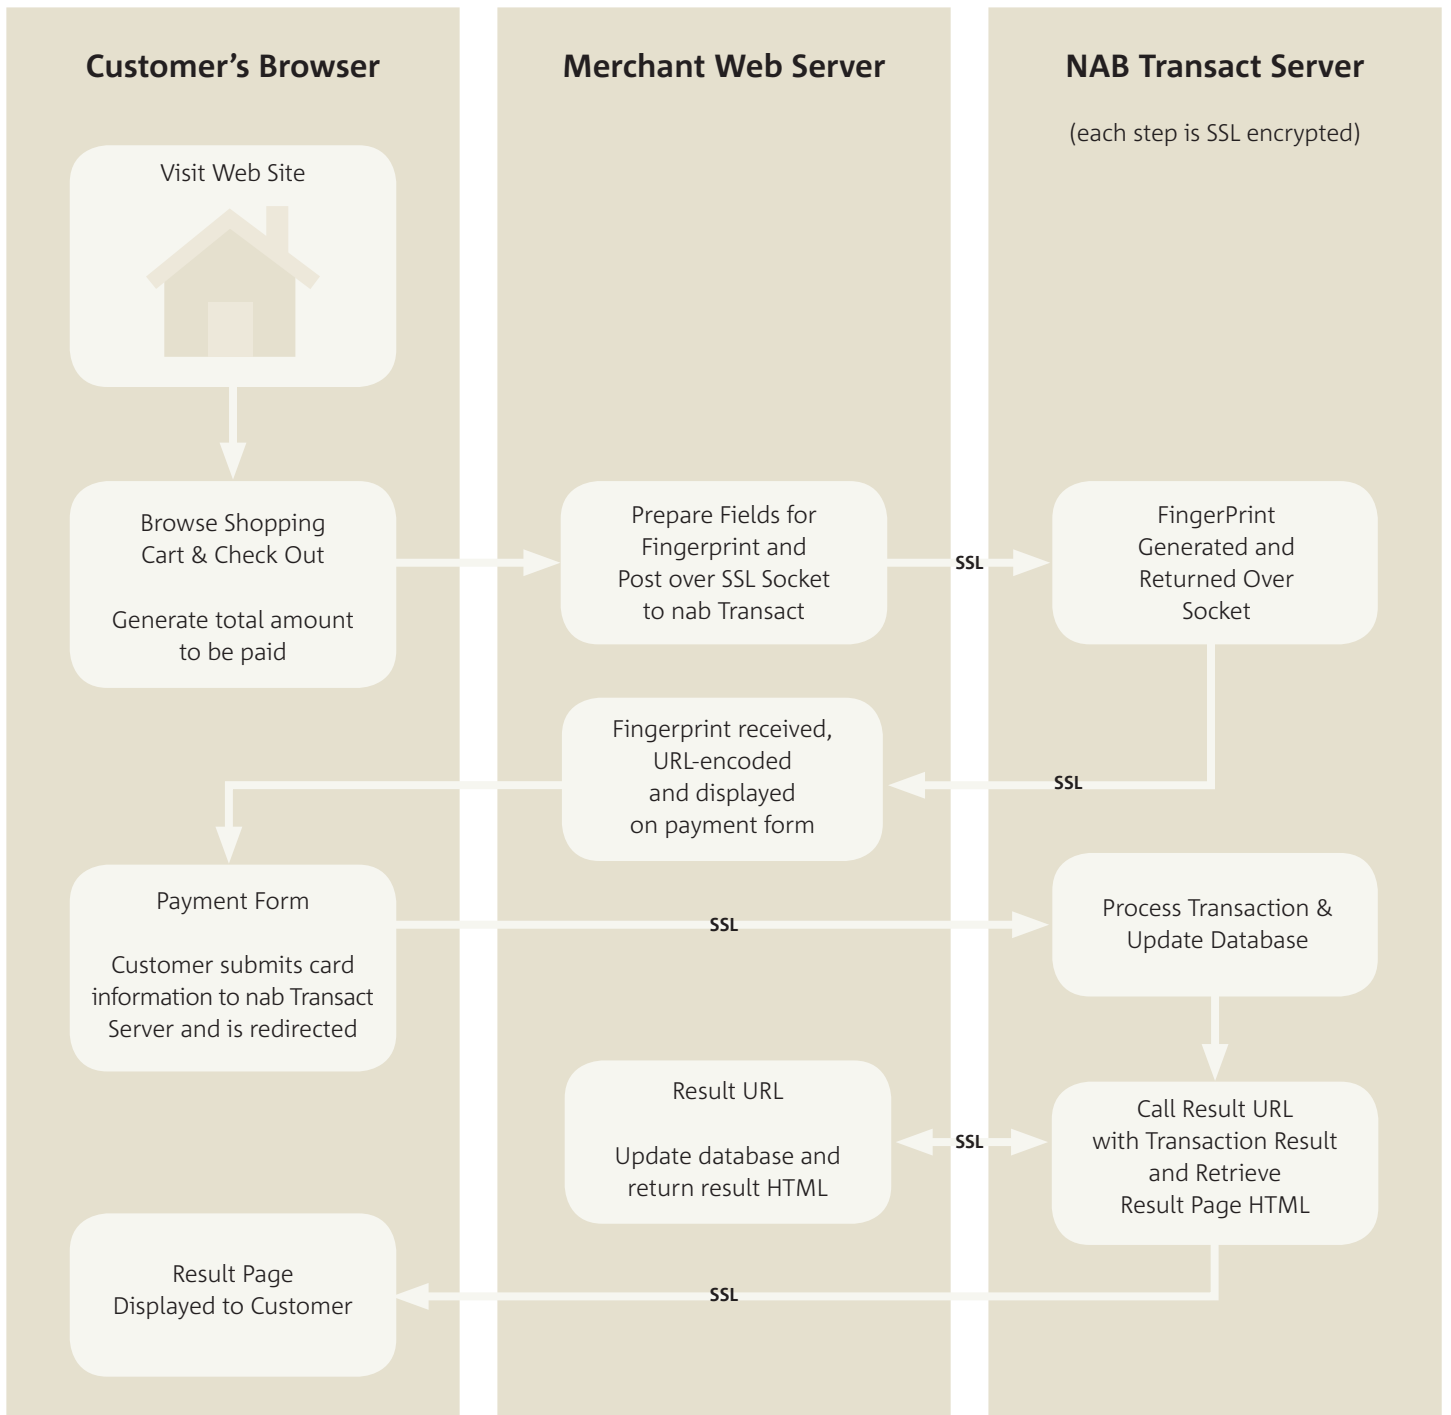 Customer’s Browser
Merchant Web Server
NAB Transact Server
(each step is SSL encrypted)
Visit Web Site
Browse Shopping
Cart & Check Out
Generate total amount
to be paid
Prepare Fields for
Fingerprint and
Post over SSL Socket
to nab Transact
SSL
FingerPrint
Generated and
Returned Over
Socket
Fingerprint received,
URL-encoded
and displayed
on payment form
SSL
Payment Form
Customer submits card
information to nab Transact
Server and is redirected
SSL
Process Transaction &
Update Database
Result URL
Update database and
return result HTML
SSL
Call Result URL
with Transaction Result
and Retrieve
Result Page HTML
Result Page
Displayed to Customer
SSL